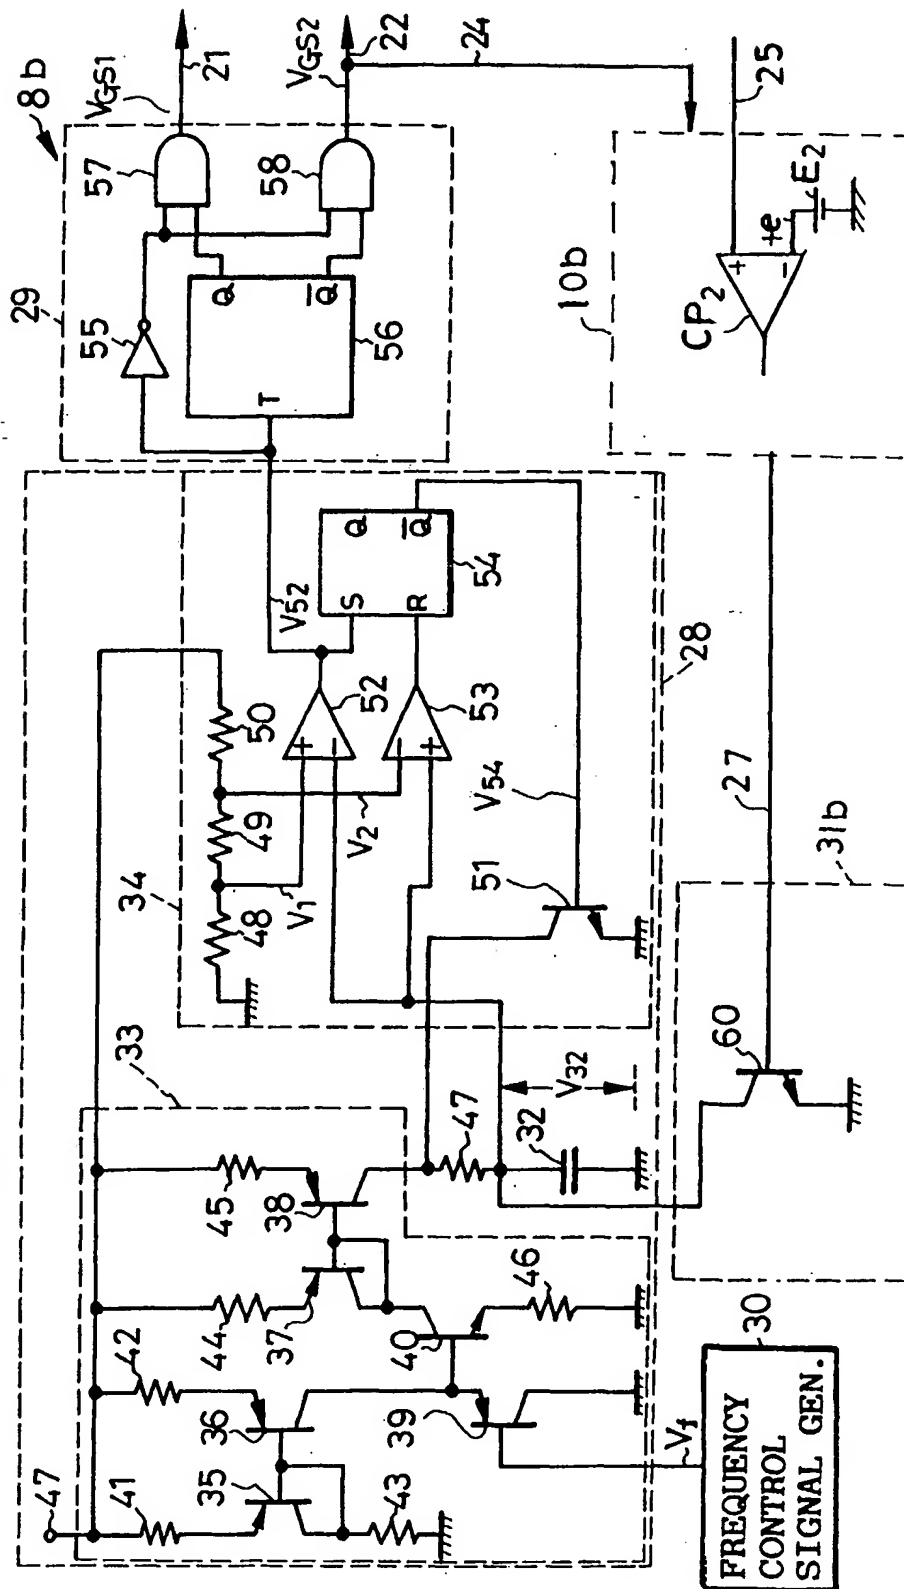 8b
VGS1
21
VGS2
22
24
25
29
57
58
55
56
T
Q
Q̅
10b
+e
E2
CP2
+
-
28
34
V52
50
49
48
V2
V1
52
53
+
-
-
+
S
R
Q
Q̅
54
V54
51
27
31b
60
33
47
41
42
44
45
35
36
37
38
39
40
43
46
47
32
V32
Vf
30
FREQUENCY
CONTROL
SIGNAL GEN.